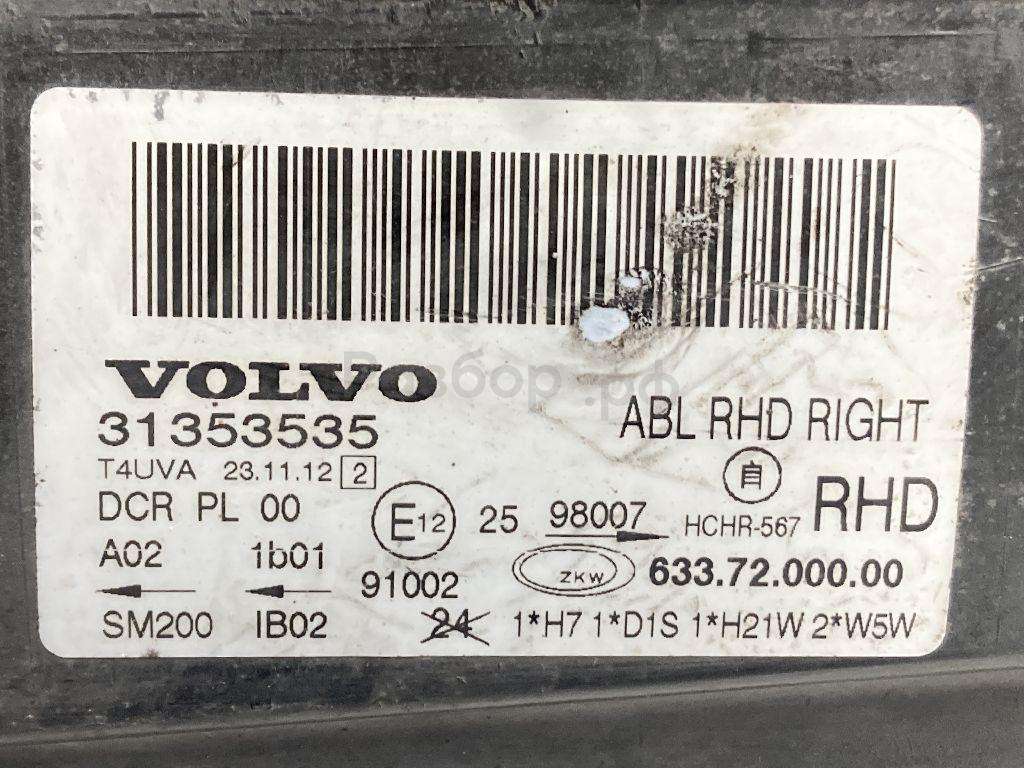 VOLVO
Разбор.рф
31353535
ABL RHD RIGHT
T4UVA 23.11.12 2
自
DCR PL 00
E12 25 98007
HCHR-567 RHD
A02 1b01
91002
ZKW 633.72.000.00
SM200 IB02
24 1*H7 1*D1S 1*H21W 2*W5W